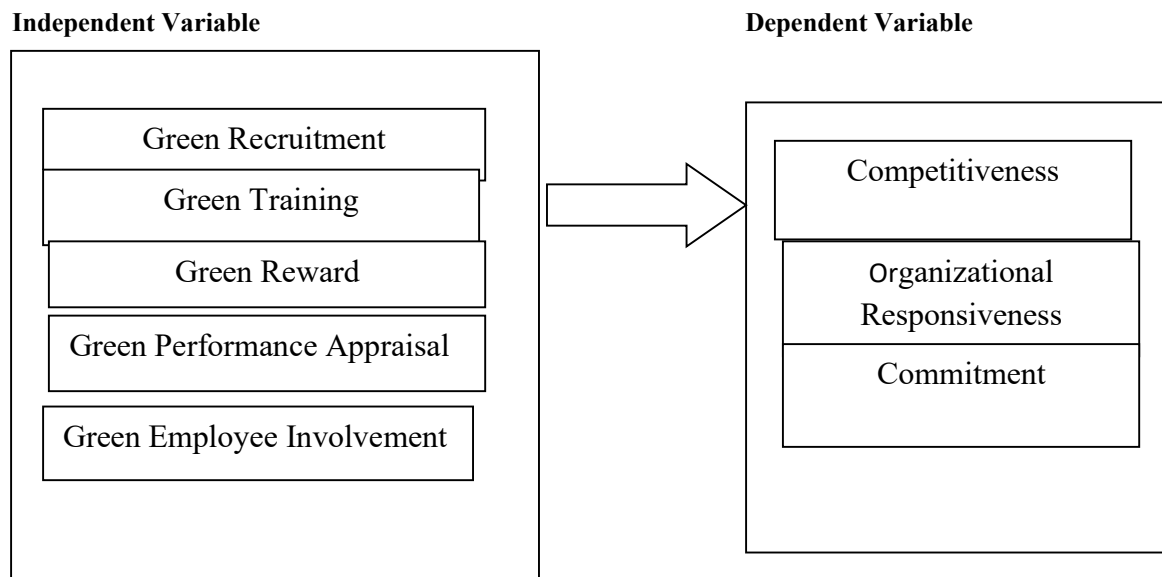 Independent Variable
Dependent Variable
Green Recruitment
Green Training
Green Reward
Green Performance Appraisal
Green Employee Involvement
Competitiveness
Organizational
Responsiveness
Commitment